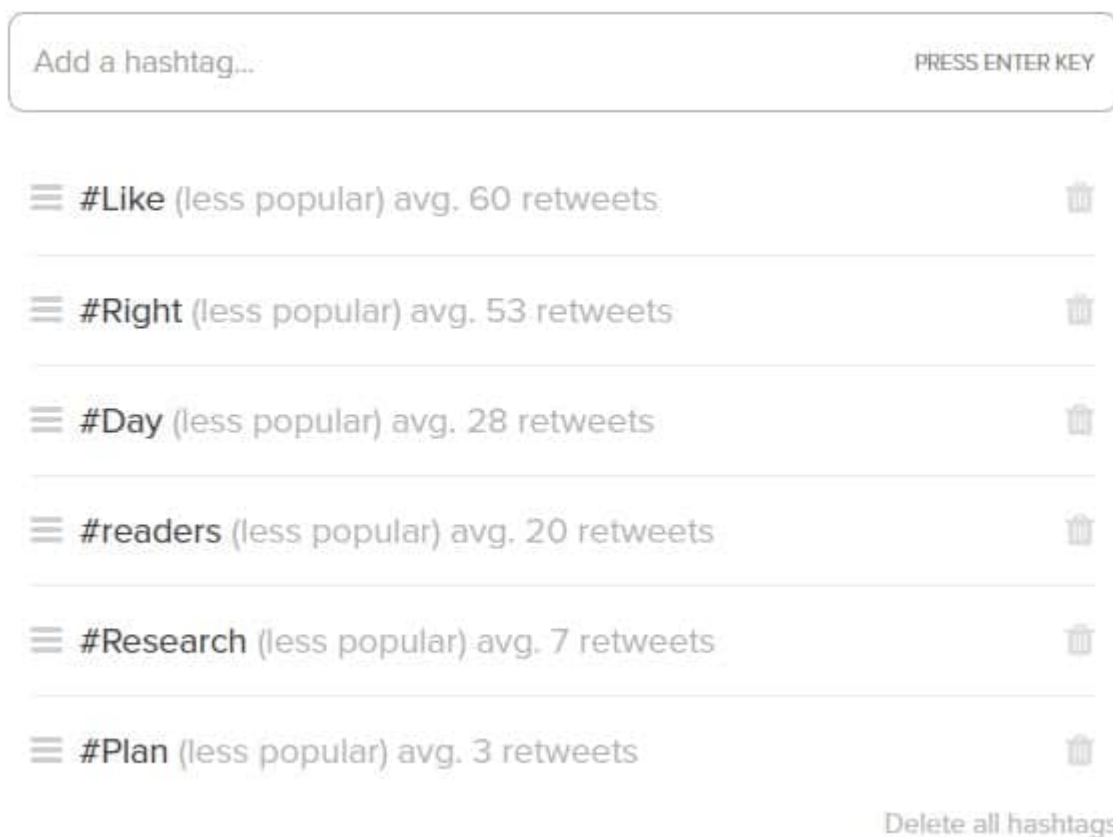 Add a hashtag... PRESS ENTER KEY
#Like (less popular) avg. 60 retweets
#Right (less popular) avg. 53 retweets
#Day (less popular) avg. 28 retweets
#readers (less popular) avg. 20 retweets
#Research (less popular) avg. 7 retweets
#Plan (less popular) avg. 3 retweets
Delete all hashtags